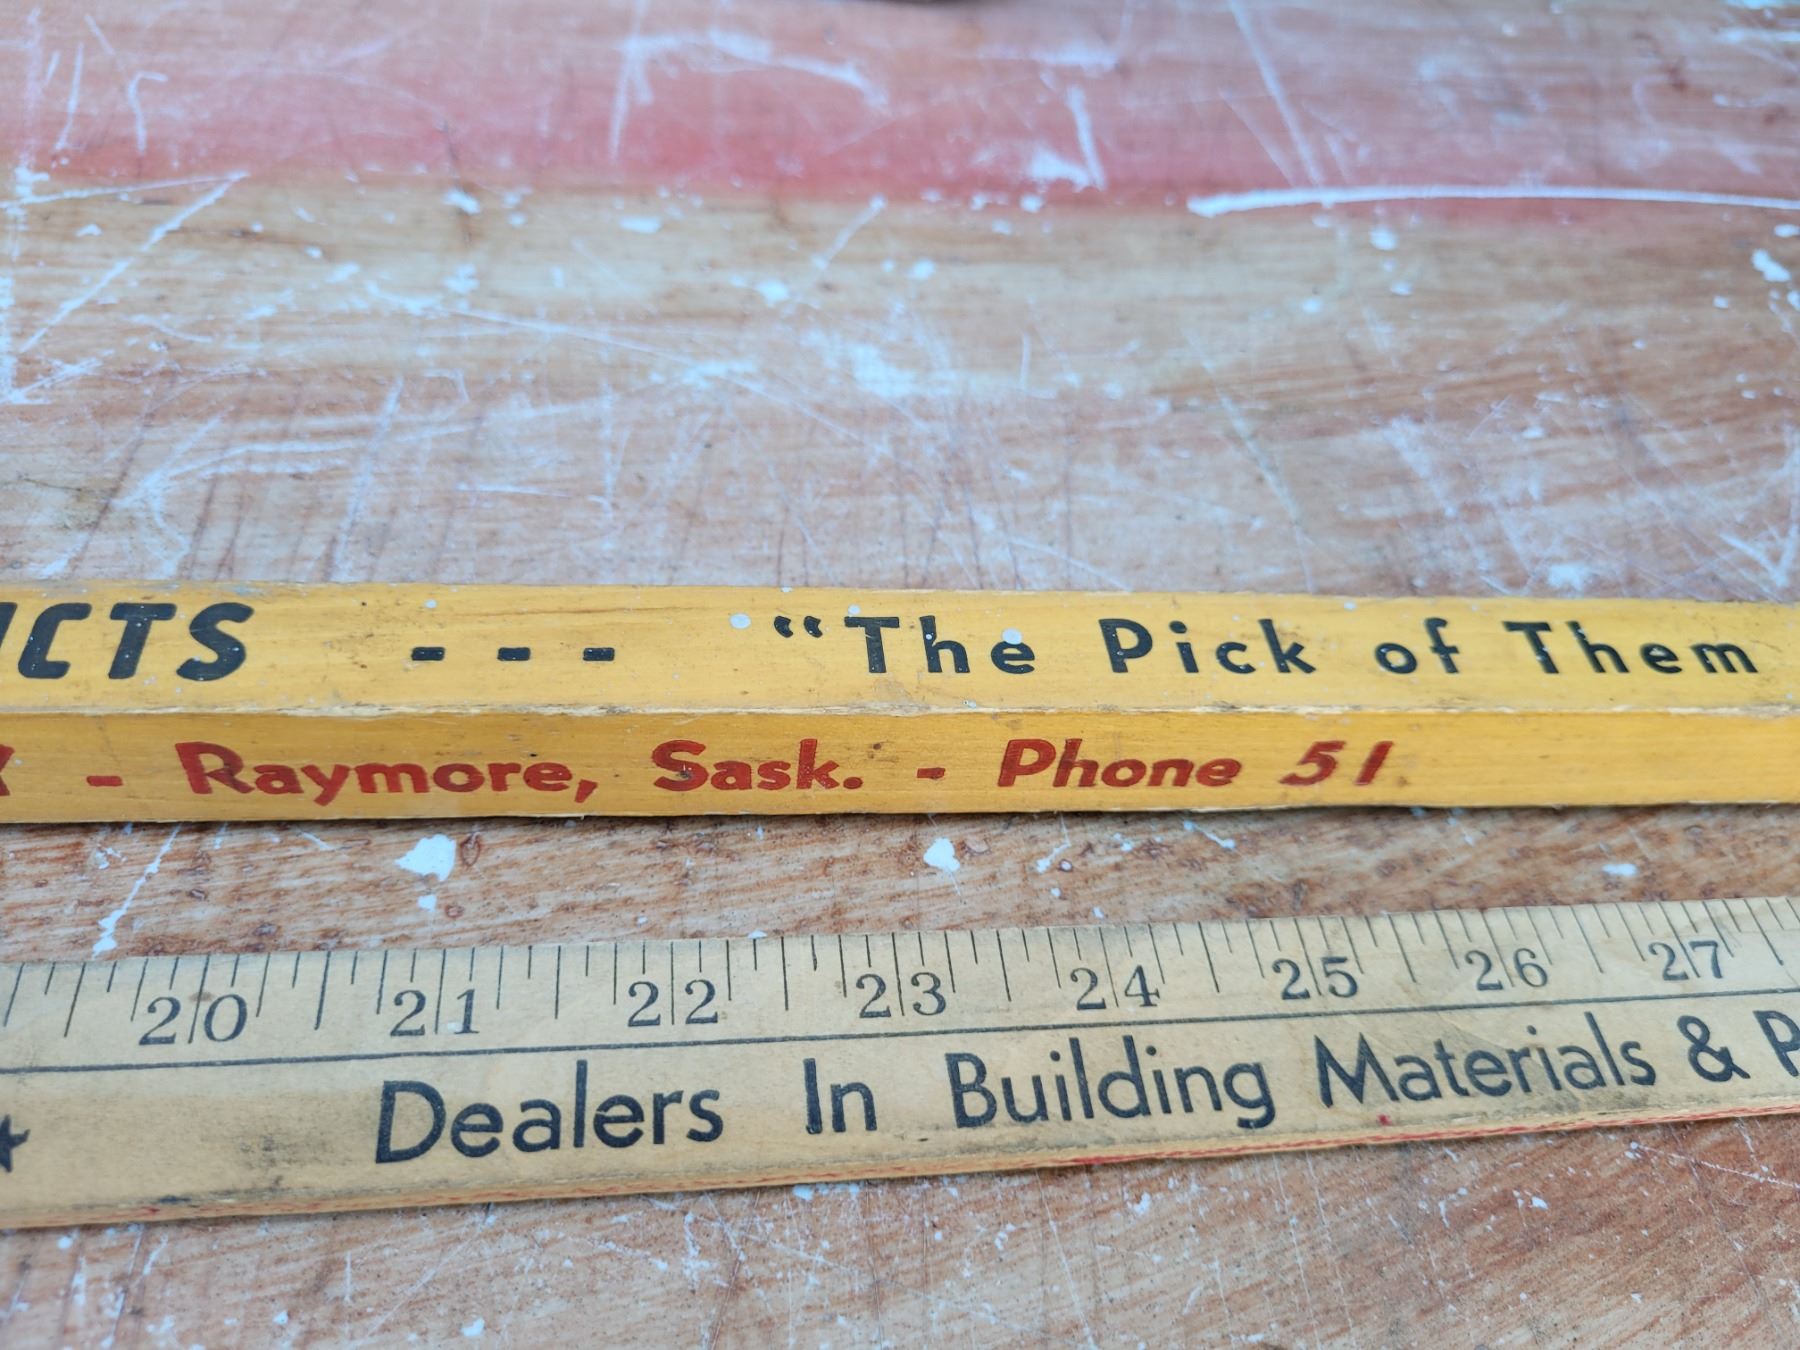 UCTS --- “The Pick of Them
- Raymore, Sask. - Phone 51
20 21 22 23 24 25 26 27
★ Dealers In Building Materials & P